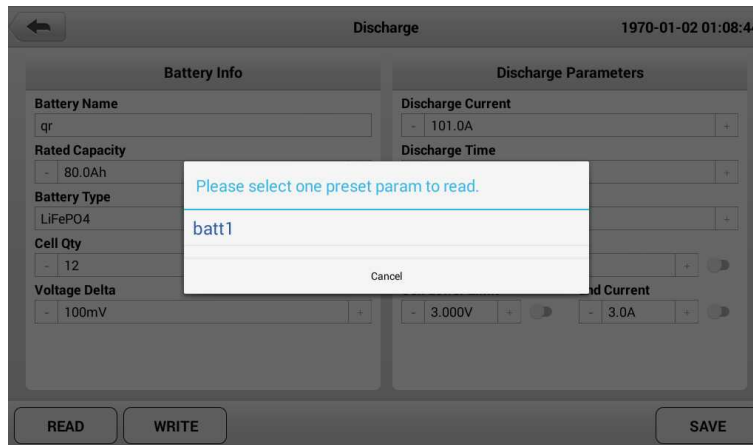 Discharge 1970-01-02 01:08:4
Battery Info
Battery Name
qr
Rated Capacity
- 80.0Ah
Battery Type
LiFePO4
Cell Qty
- 12
Voltage Delta
- 100mV +
Discharge Parameters
Discharge Current
- 101.0A +
Discharge Time
+
+
+
nd Current
- 3.000V + - 3.0A +
Please select one preset param to read.
batt1
Cancel
READ WRITE SAVE